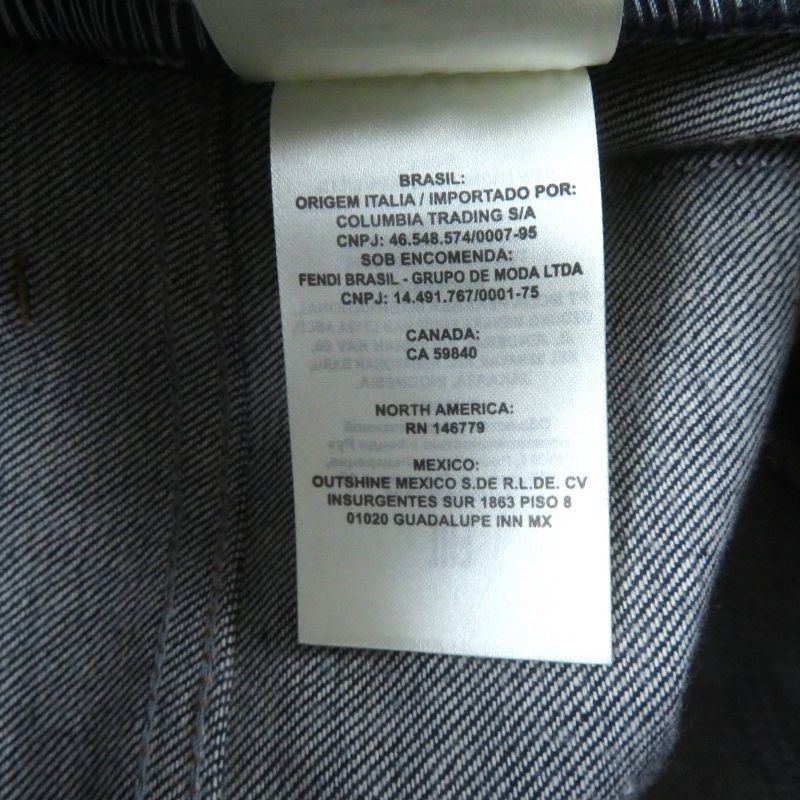 BRASIL:
ORIGEM ITALIA / IMPORTADO POR:
COLUMBIA TRADING S/A
CNPJ: 46.548.574/0007-95
SOB ENCOMENDA:
FENDI BRASIL - GRUPO DE MODA LTDA
CNPJ: 14.491.767/0001-75
CANADA:
CA 59840
NORTH AMERICA:
RN 146779
MEXICO:
OUTSHINE MEXICO S.DE R.L.DE. CV
INSURGENTES SUR 1863 PISO 8
01020 GUADALUPE INN MX